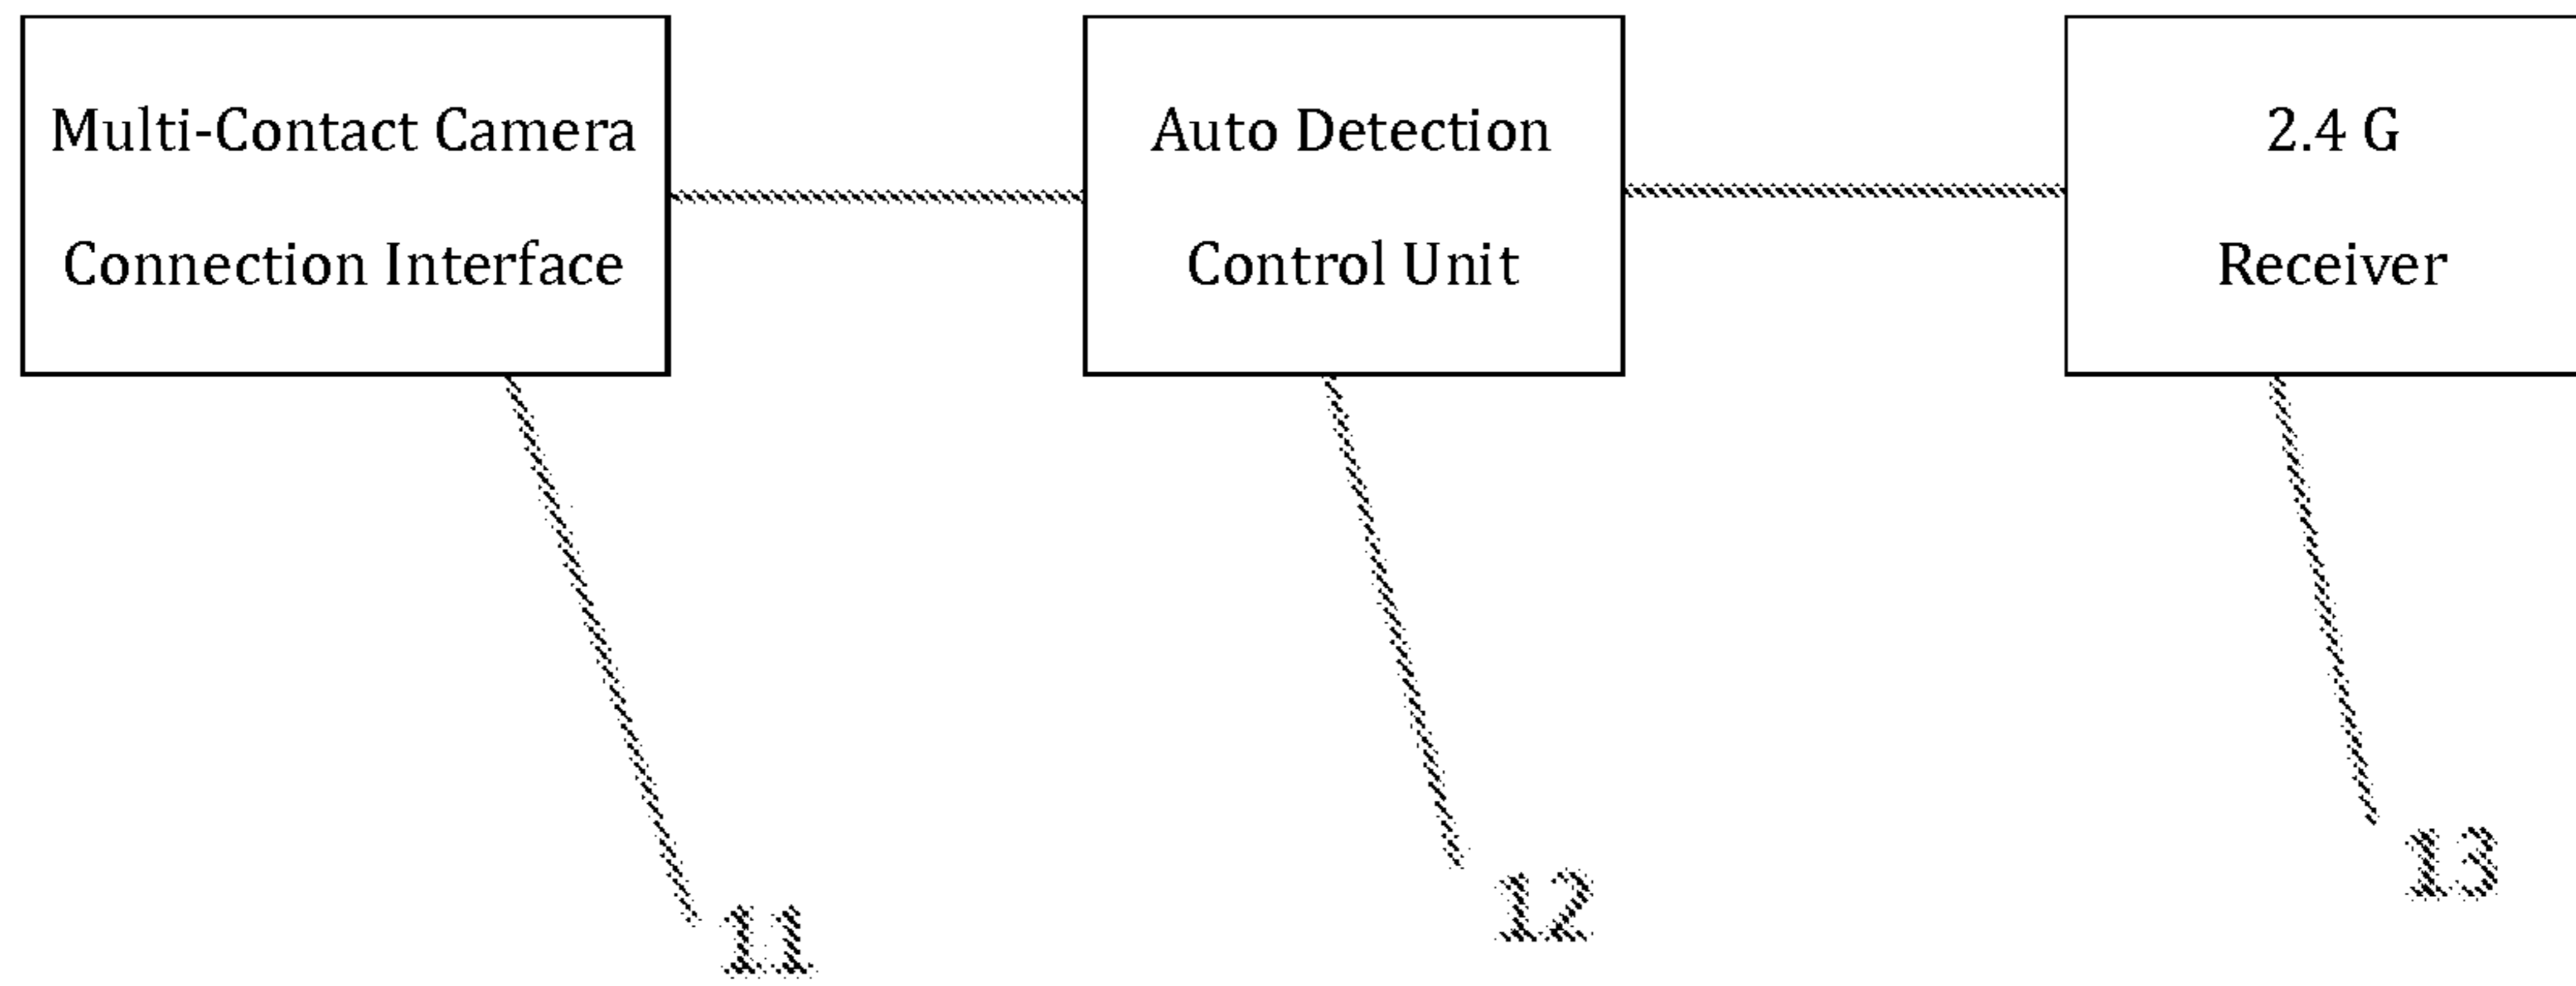 Multi-Contact Camera
Connection Interface
Auto Detection
Control Unit
2.4 G
Receiver
11
12
13